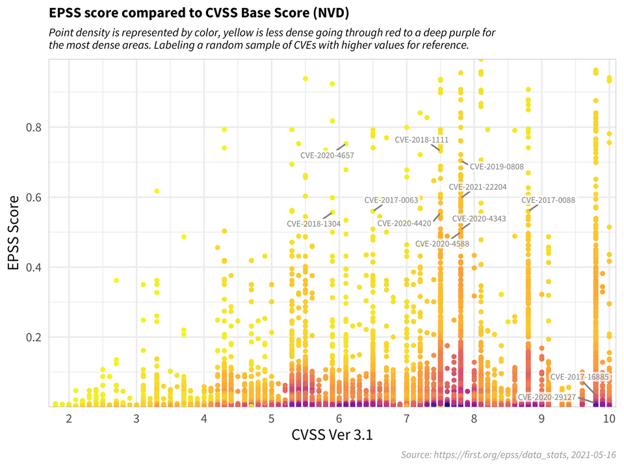 EPSS score compared to CVSS Base Score (NVD)
Point density is represented by color, yellow is less dense going through red to a deep purple for
the most dense areas. Labeling a random sample of CVEs with higher values for reference.
EPSS Score
0.8
0.6
0.4
0.2
CVE-2018-1111
CVE-2020-4657
CVE-2019-0808
CVE-2021-22204
CVE-2017-0063
CVE-2017-0088
CVE-2018-1304
CVE-2020-4420
CVE-2020-4343
CVE-2020-4588
CVE-2017-16885
CVE-2020-29127
2 3 4 5 6 7 8 9 10
CVSS Ver 3.1
Source: https://first.org/epss/data_stats, 2021-05-16